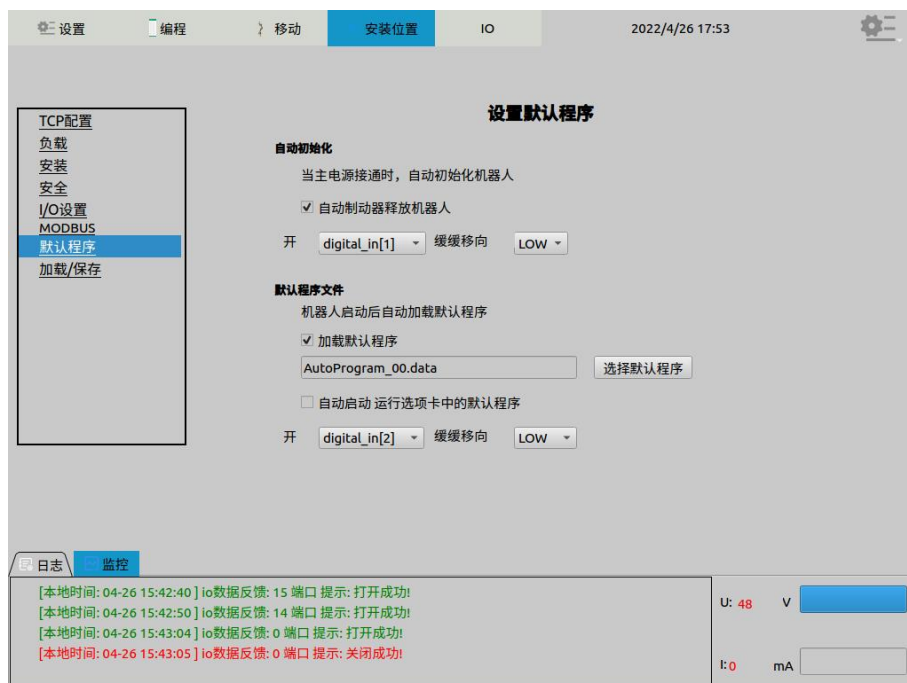 设置 编程 移动 安装位置 IO 2022/4/26 17:53
设置默认程序
TCP配置
负载
安装
安全
I/O设置
MODBUS
默认程序
加载/保存
自动初始化
当主电源接通时，自动初始化机器人
自动制动器释放机器人
开 digital_in[1] 缓缓移向 LOW
默认程序文件
机器人启动后自动加载默认程序
加载默认程序
AutoProgram_00.data 选择默认程序
自动启动 运行选项卡中的默认程序
开 digital_in[2] 缓缓移向 LOW
日志 监控
[本地时间: 04-26 15:42:40 ] io数据反馈: 15 端口 提示: 打开成功!
[本地时间: 04-26 15:42:50 ] io数据反馈: 14 端口 提示: 打开成功!
[本地时间: 04-26 15:43:04 ] io数据反馈: 0 端口 提示: 打开成功!
[本地时间: 04-26 15:43:05 ] io数据反馈: 0 端口 提示: 关闭成功!
U: 48 V
I: 0 mA